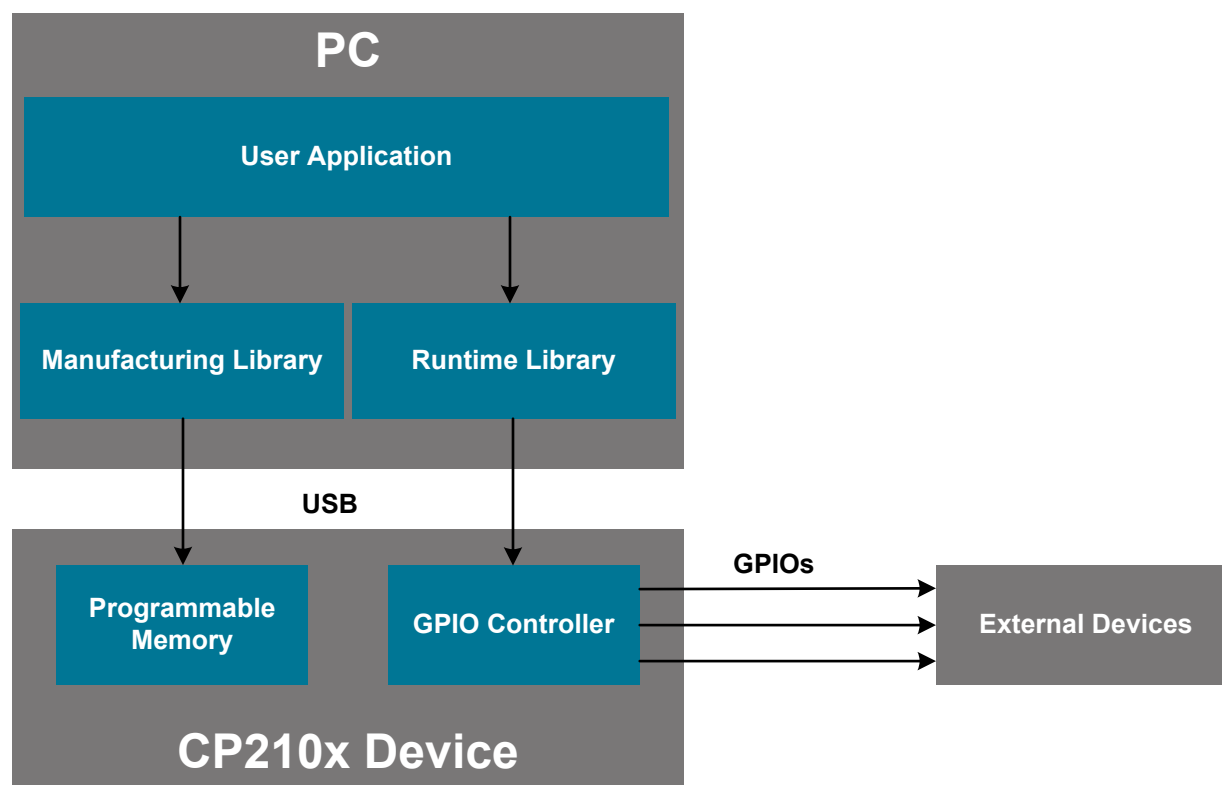 PC
User Application
Manufacturing Library
Runtime Library
USB
GPIOs
Programmable
Memory
GPIO Controller
External Devices
CP210x Device